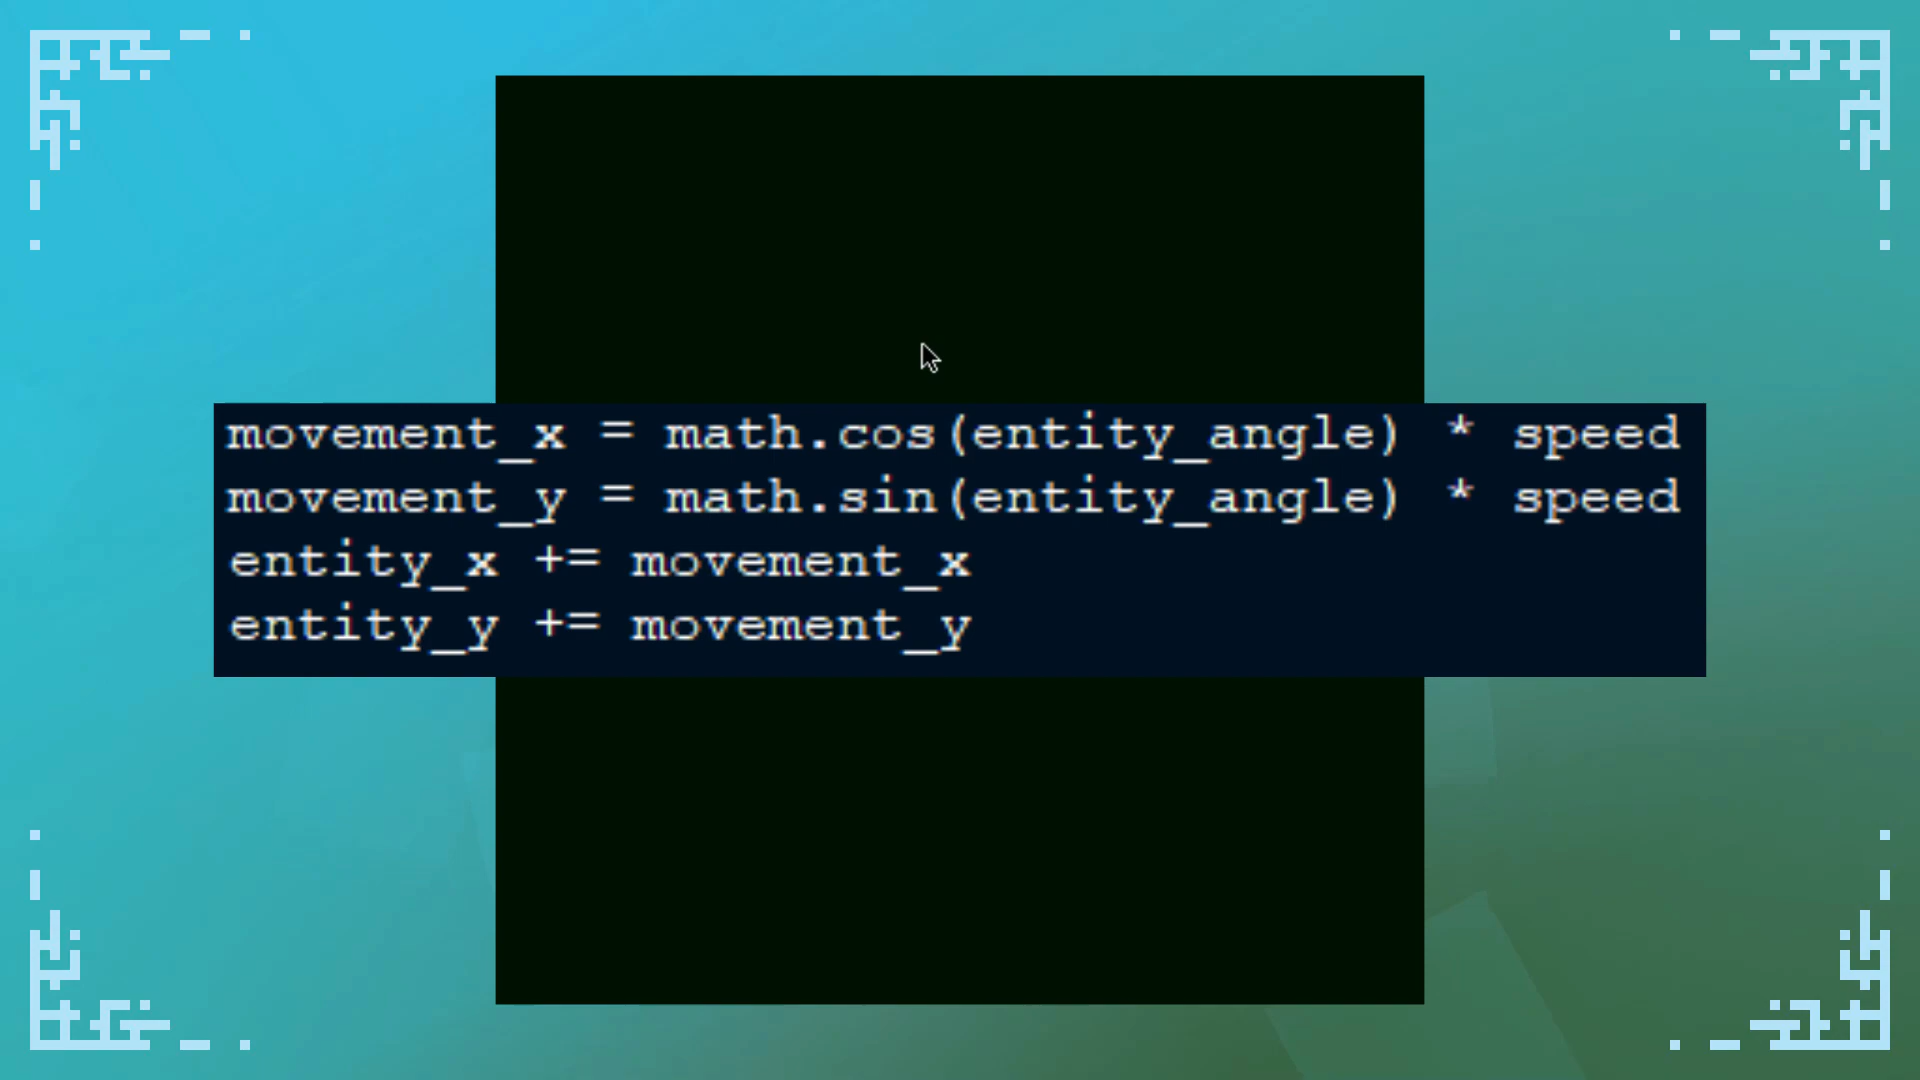 movement_x = math.cos(entity_angle) * speed
movement_y = math.sin(entity_angle) * speed
entity_x += movement_x
entity_y += movement_y